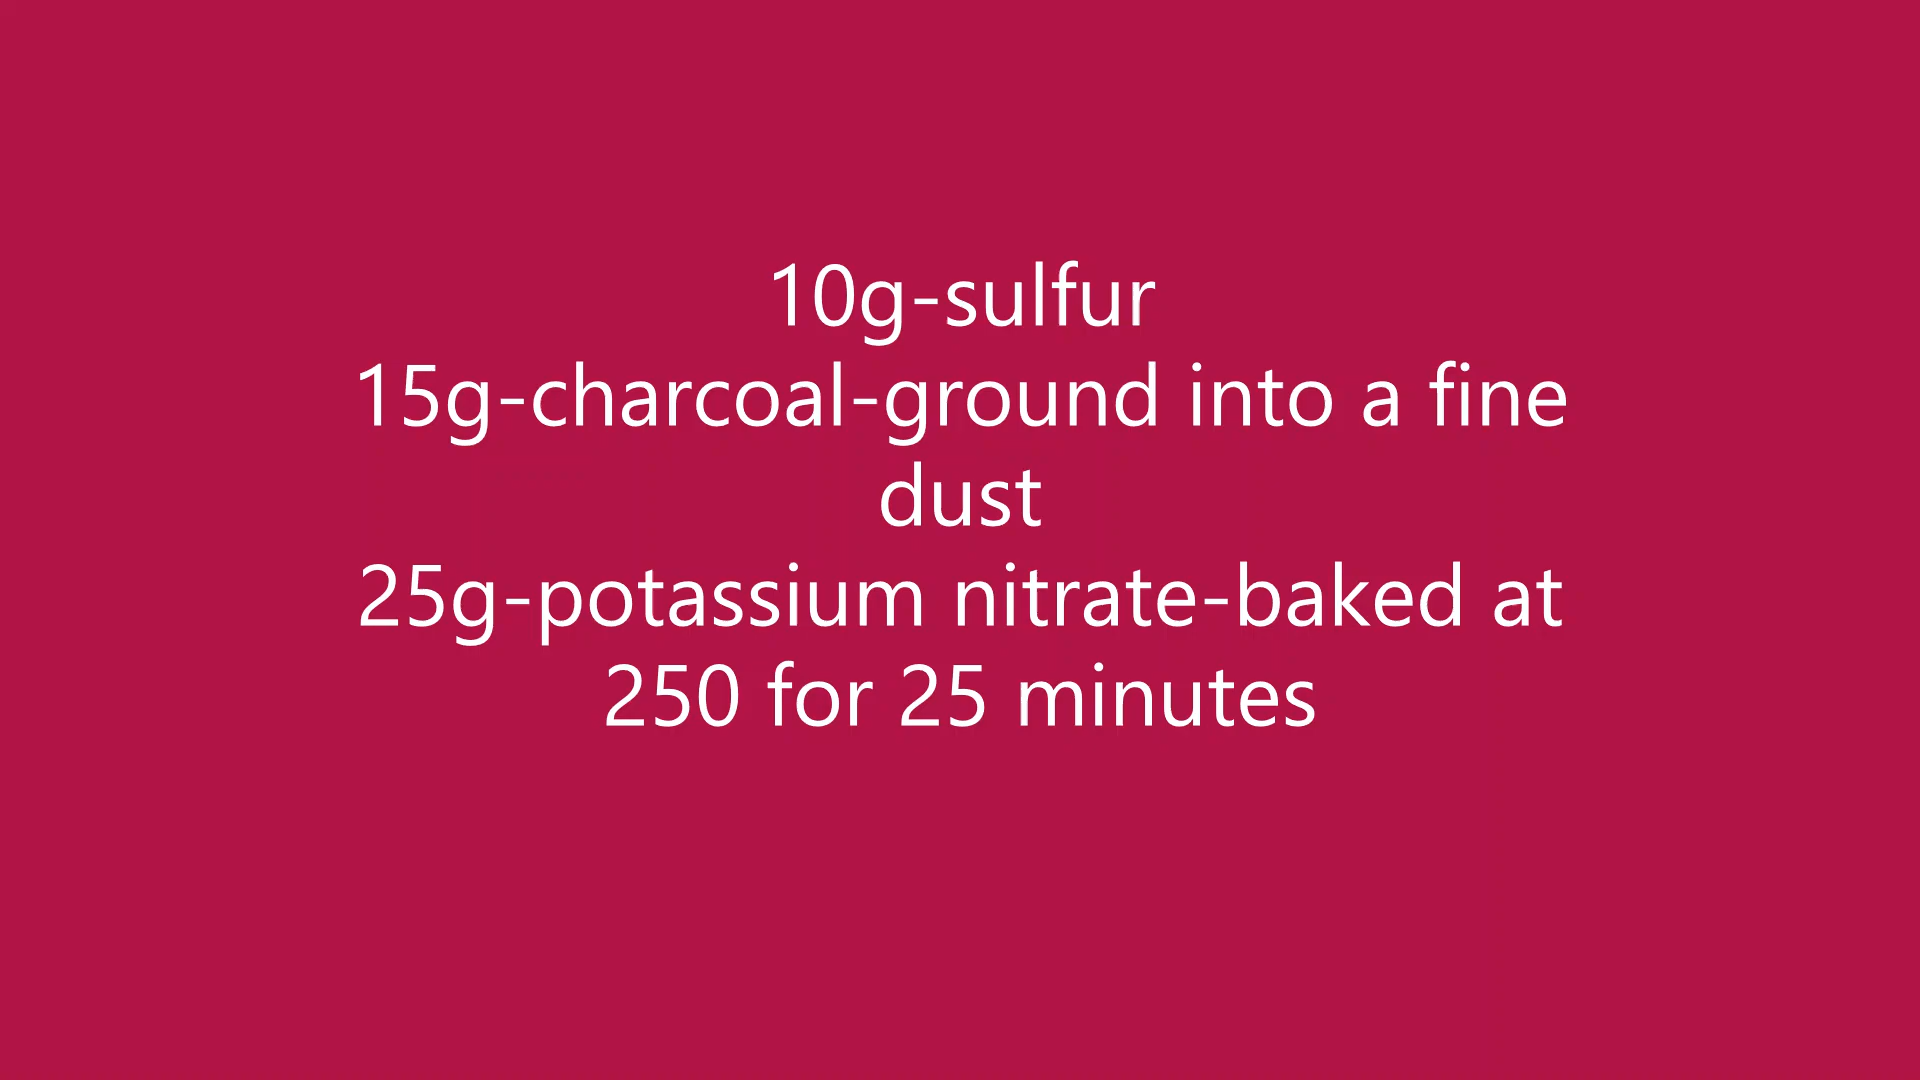 10g-sulfur
15g-charcoal-ground into a fine
dust
25g-potassium nitrate-baked at
250 for 25 minutes